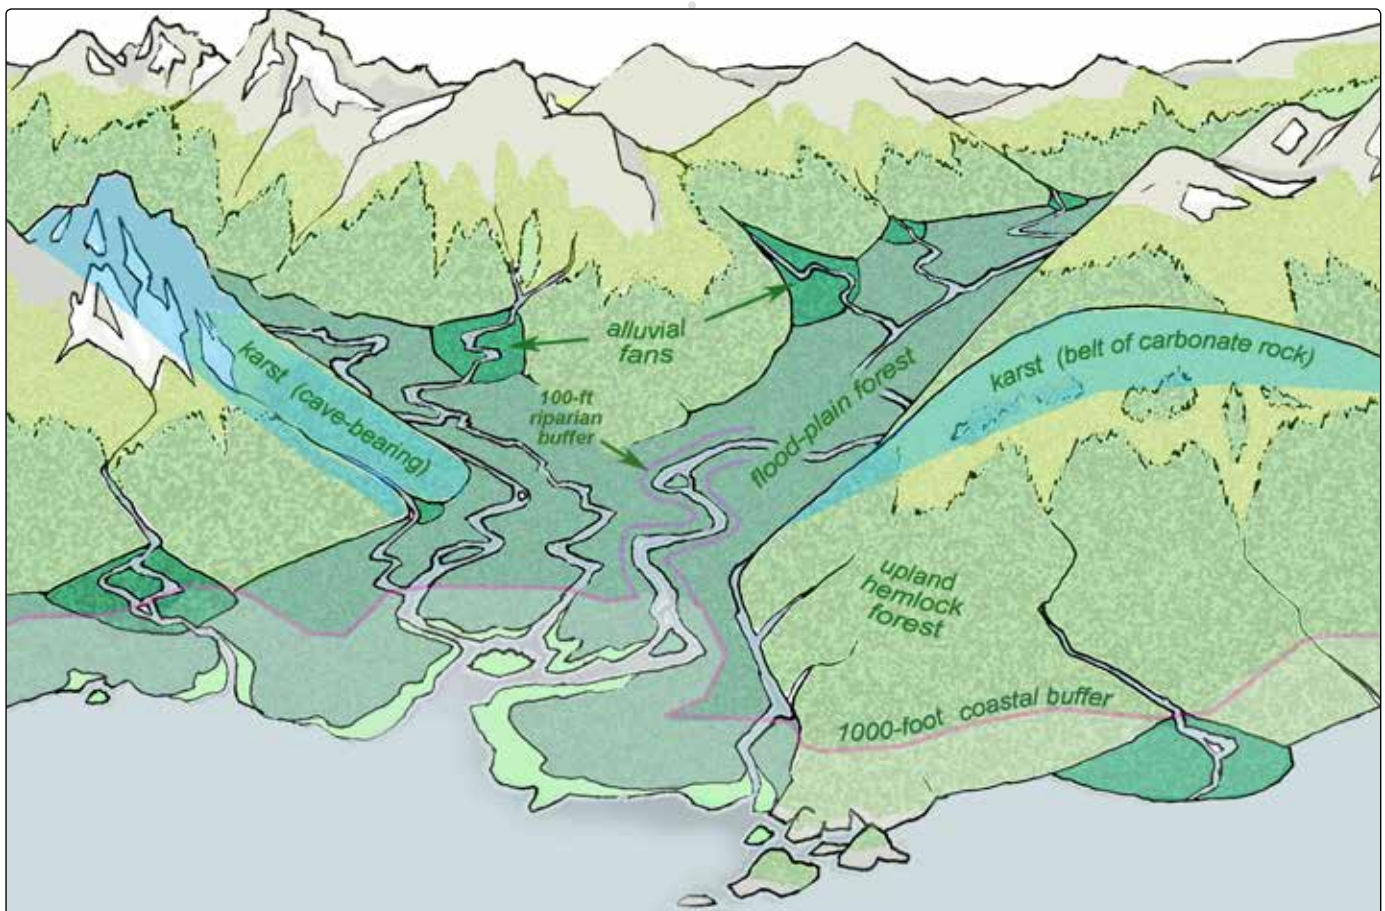 alluvial
fans
karst (cave-bearing)
karst (belt of carbonate rock)
100-ft
riparian
buffer
flood-plain forest
upland
hemlock
forest
1000-foot coastal buffer